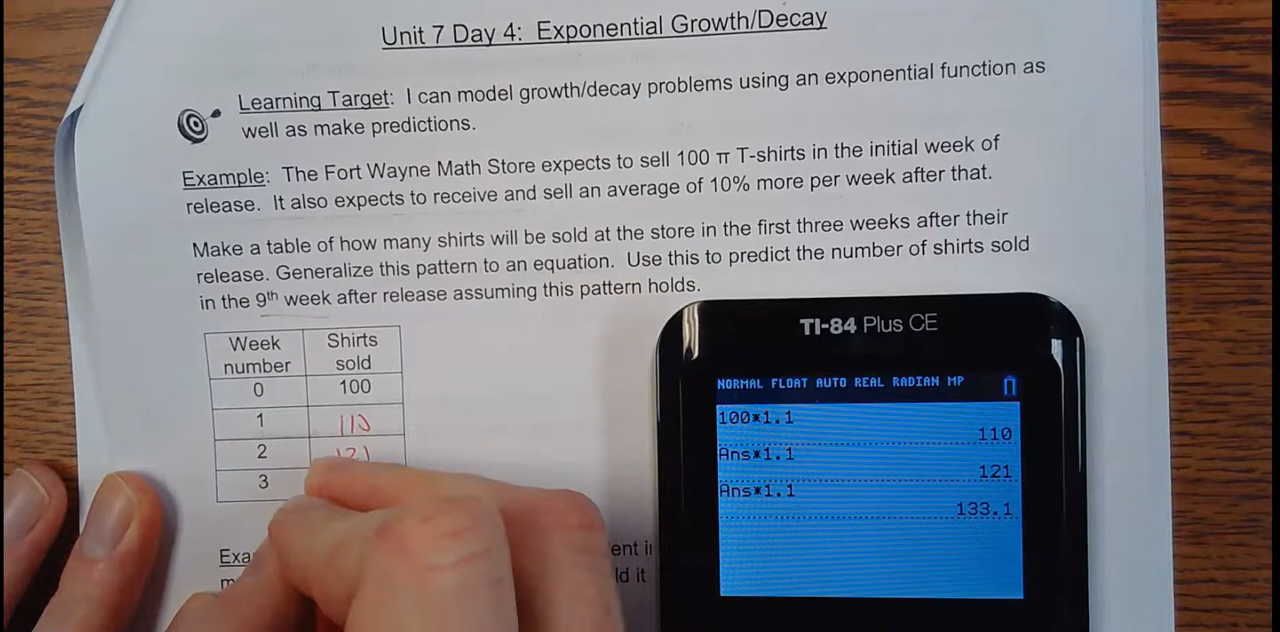 Unit 7 Day 4: Exponential Growth/Decay
Learning Target: I can model growth/decay problems using an exponential function as
well as make predictions.
Example: The Fort Wayne Math Store expects to sell 100 π T-shirts in the initial week of
release. It also expects to receive and sell an average of 10% more per week after that.
Make a table of how many shirts will be sold at the store in the first three weeks after their
release. Generalize this pattern to an equation. Use this to predict the number of shirts sold
in the 9th week after release assuming this pattern holds.
Week number Shirts sold
0 100
1 110
2 121
3
TI-84 Plus CE
NORMAL FLOAT AUTO REAL RADIAN MP
100*1.1
110
Ans*1.1
121
Ans*1.1
133.1
ld it